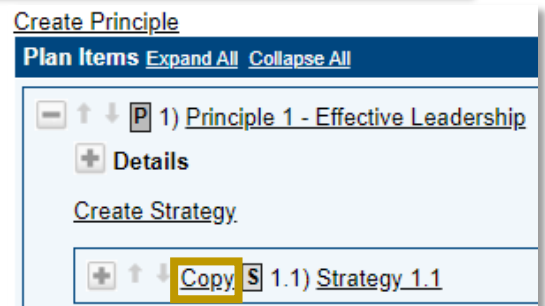 Create Principle
Plan Items Expand All Collapse All
P 1) Principle 1 - Effective Leadership
Details
Create Strategy
Copy S 1.1) Strategy 1.1